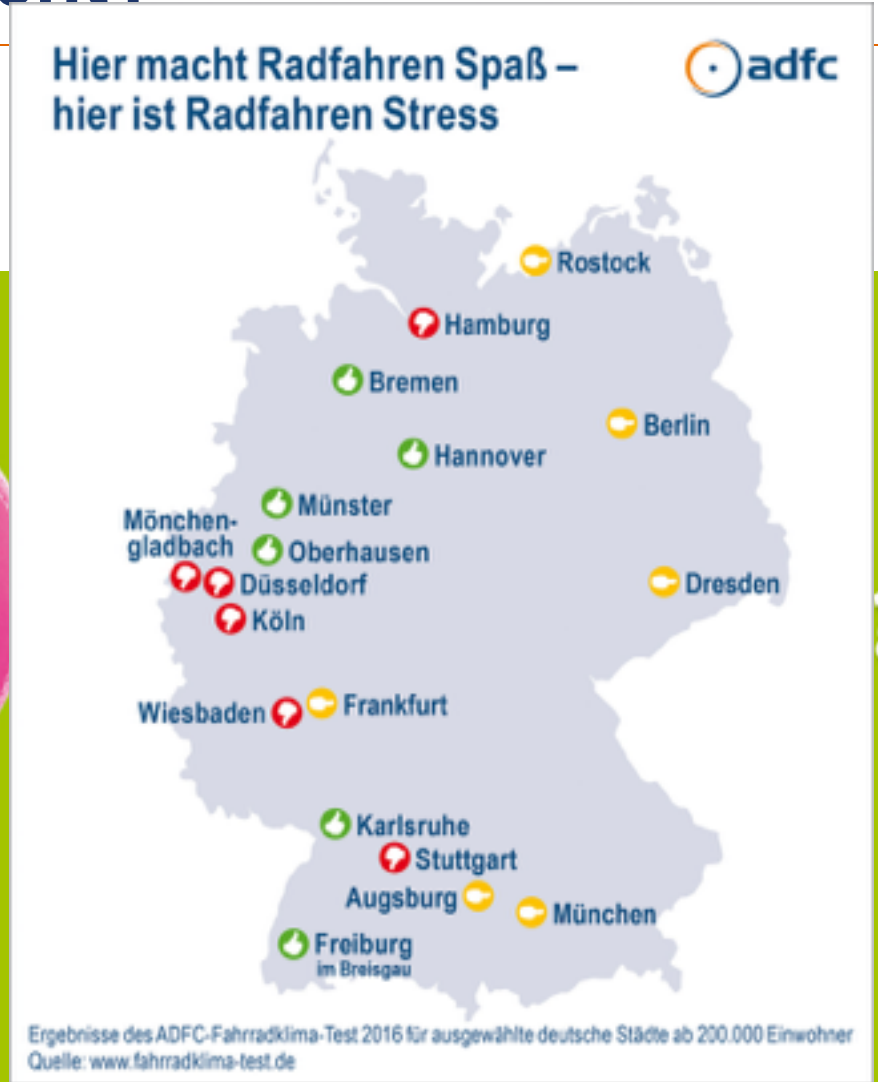 Hier macht Radfahren Spaß –
hier ist Radfahren Stress
adfc
Rostock
Hamburg
Bremen
Berlin
Hannover
Münster
Mönchen-
gladbach
Oberhausen
Düsseldorf
Dresden
Köln
Wiesbaden
Frankfurt
Karlsruhe
Stuttgart
Augsburg
München
Freiburg
im Breisgau
Ergebnisse des ADFC-Fahrradklima-Test 2016 für ausgewählte deutsche Städte ab 200.000 Einwohner
Quelle: www.fahrradklima-test.de